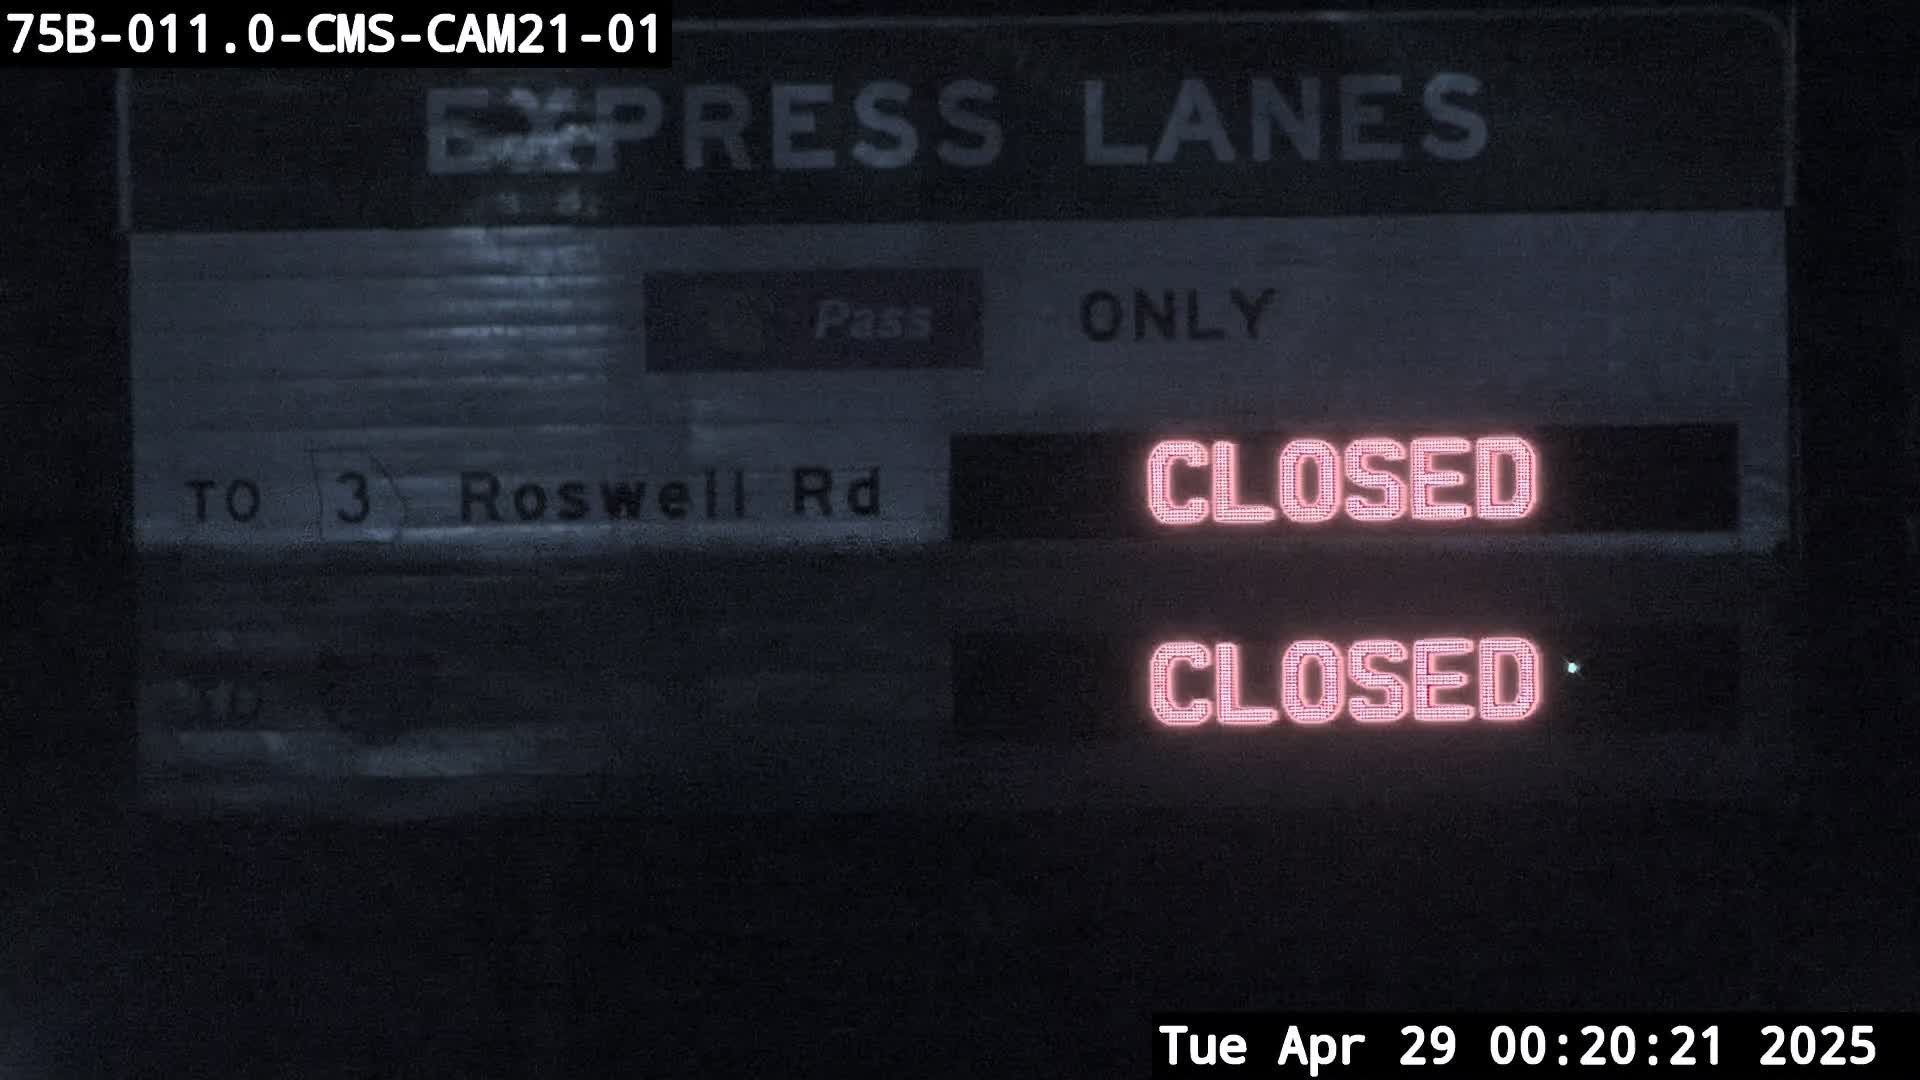 75B-011.0-CMS-CAM21-01
EXPRESS LANES
Pass ONLY
TO 3 Roswell Rd CLOSED
CLOSED
Tue Apr 29 00:20:21 2025